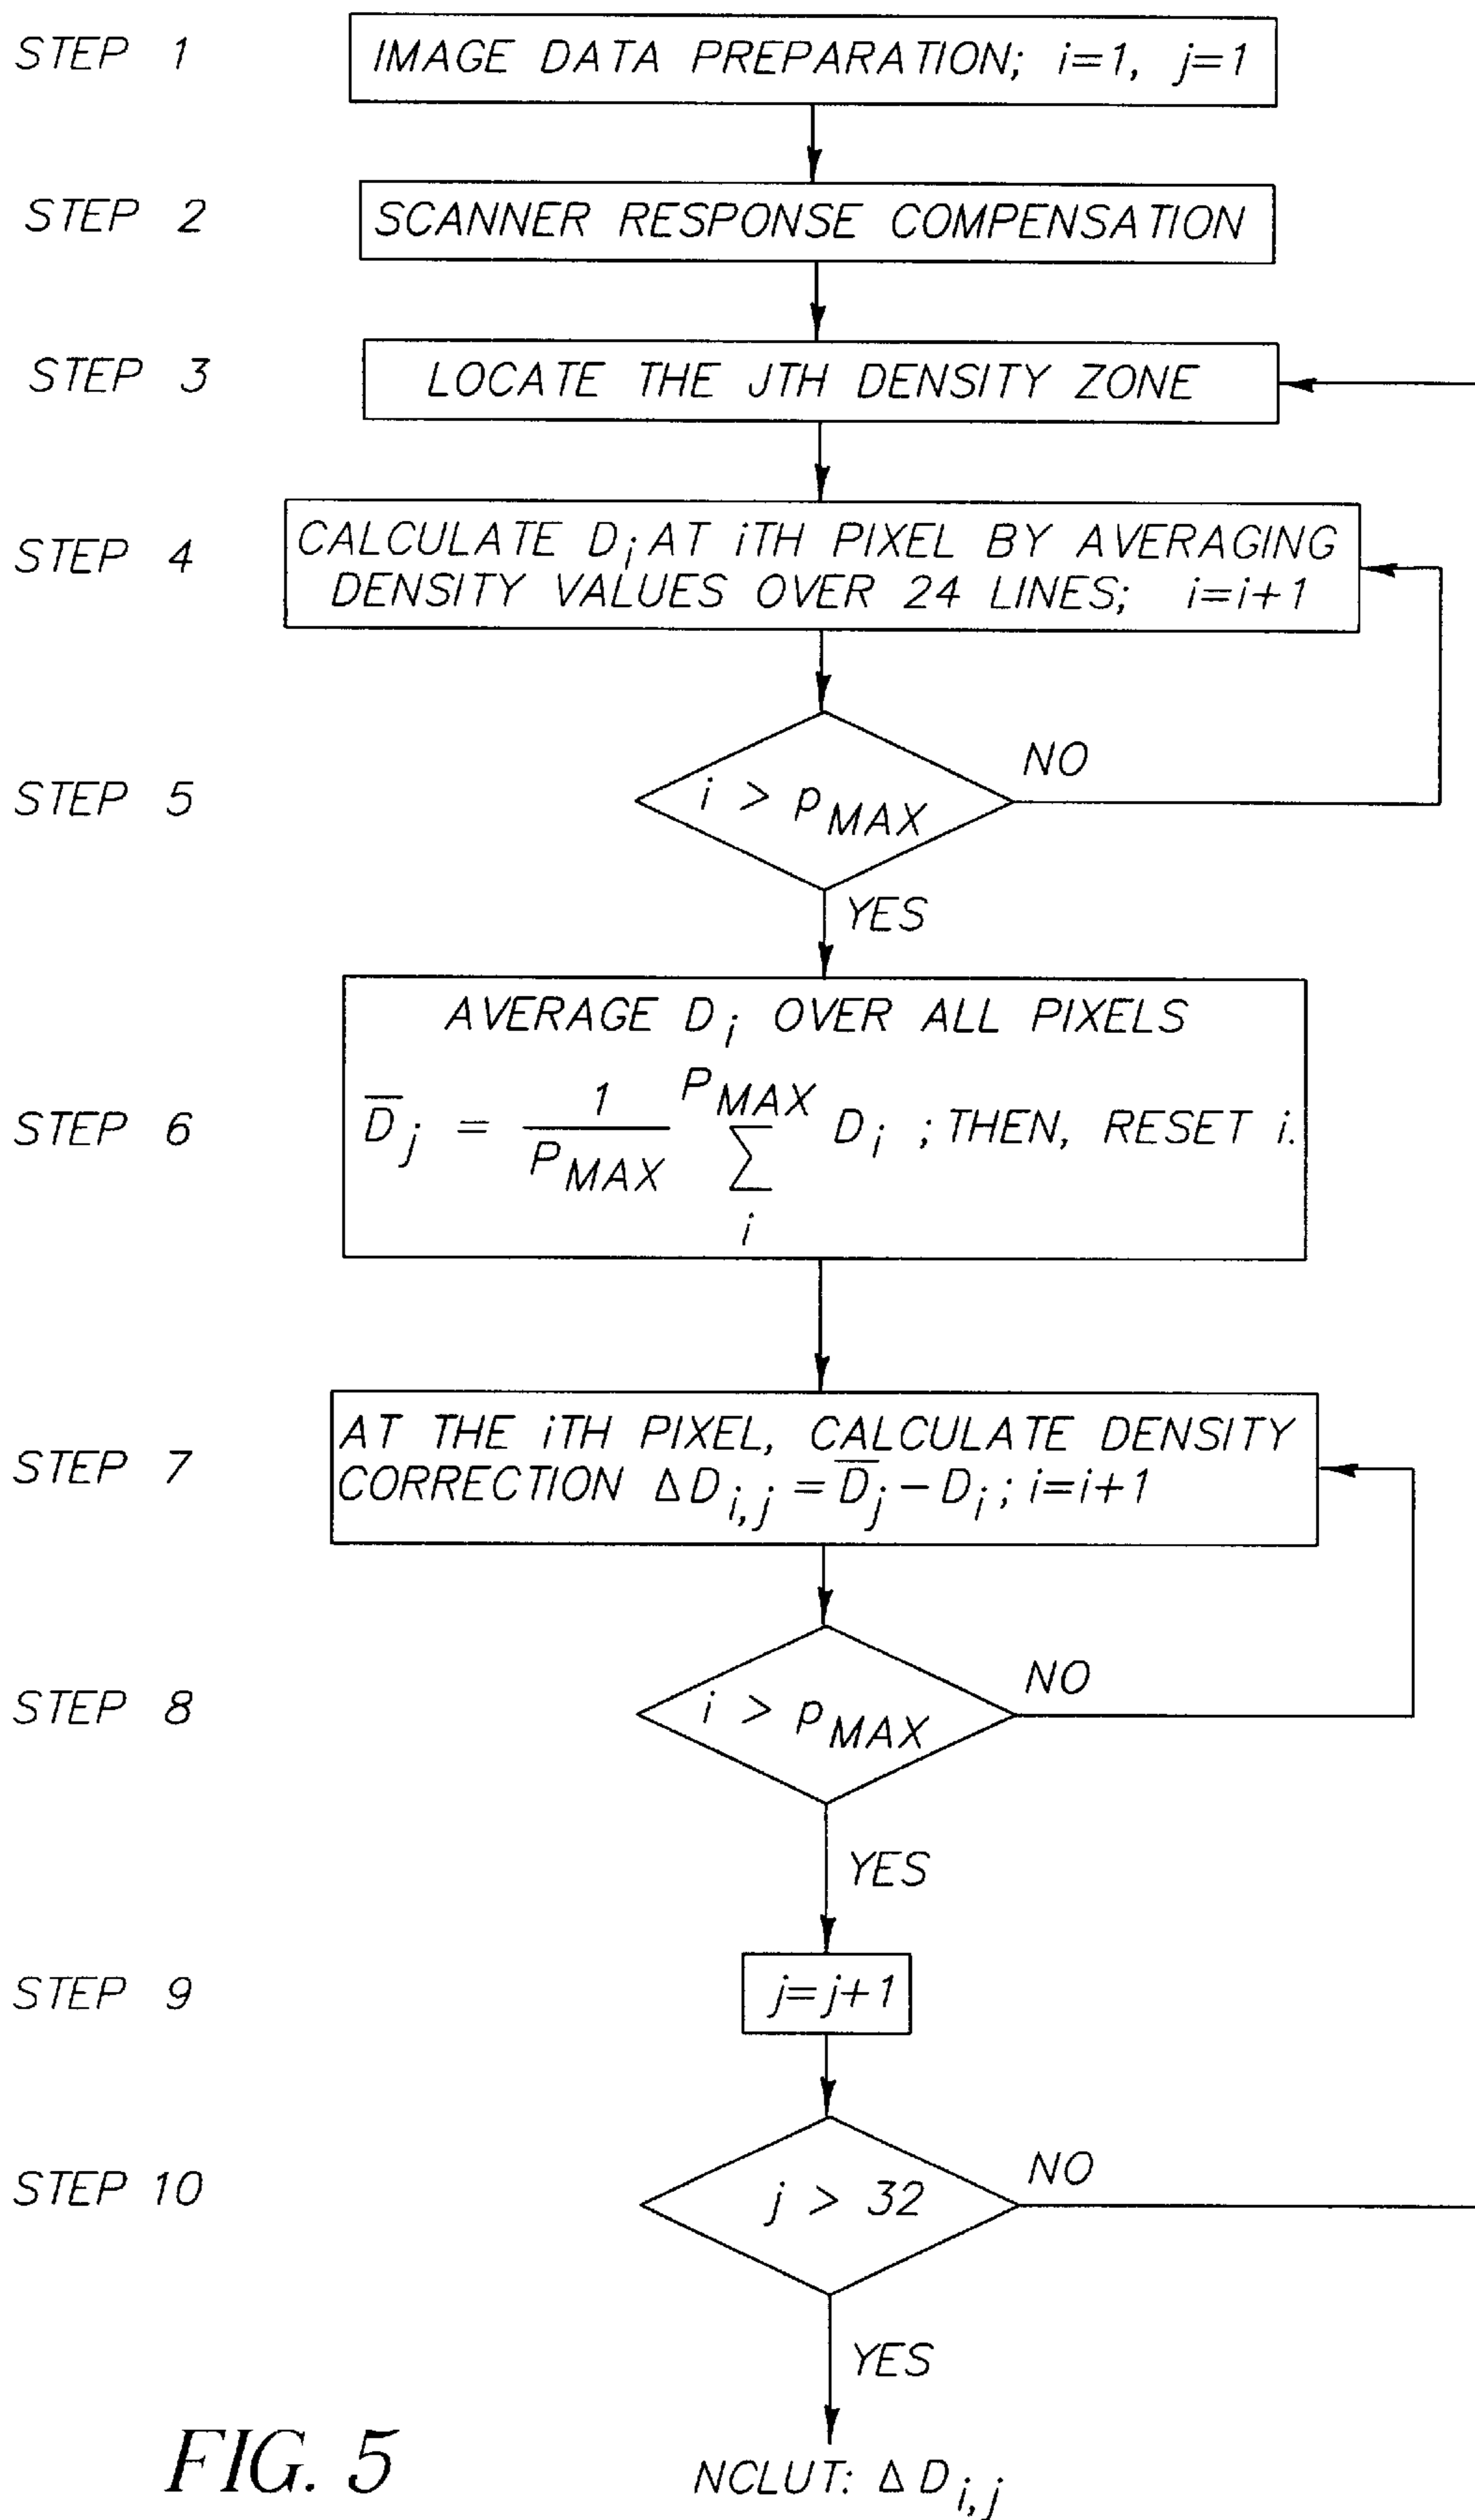 STEP 1
IMAGE DATA PREPARATION; i=1, j=1
STEP 2
SCANNER RESPONSE COMPENSATION
STEP 3
LOCATE THE JTH DENSITY ZONE
STEP 4
CALCULATE D_i AT iTH PIXEL BY AVERAGING
DENSITY VALUES OVER 24 LINES; i=i+1
STEP 5
i > p_MAX
NO
YES
STEP 6
AVERAGE D_i OVER ALL PIXELS
D̅_j = 1/P_MAX ∑_i^P_MAX D_i ; THEN, RESET i.
STEP 7
AT THE iTH PIXEL, CALCULATE DENSITY
CORRECTION ΔD_i,j = D̅_j − D_i; i=i+1
STEP 8
i > p_MAX
NO
YES
STEP 9
j=j+1
STEP 10
j > 32
NO
YES
NCLUT: Δ D_i,j
FIG. 5